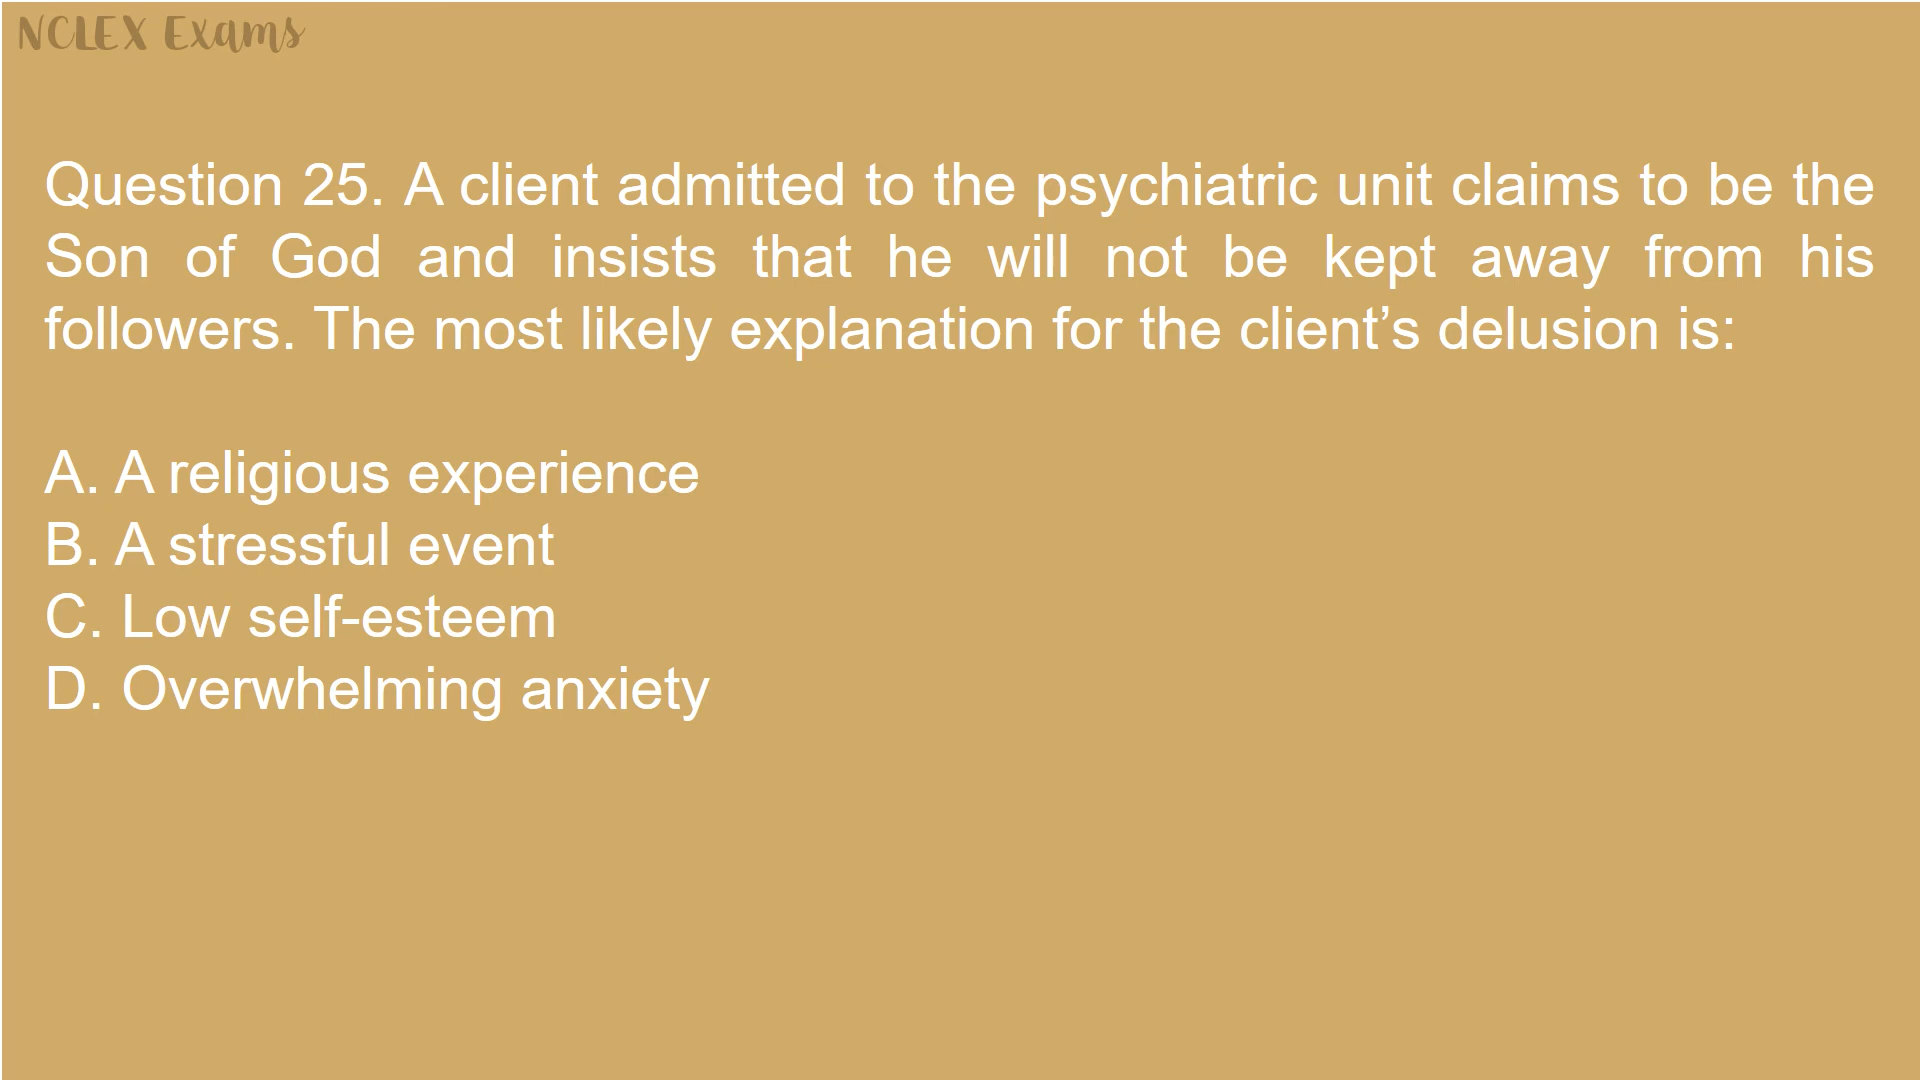 NCLEX Exams
Question 25. A client admitted to the psychiatric unit claims to be the
Son of God and insists that he will not be kept away from his
followers. The most likely explanation for the client’s delusion is:
A. A religious experience
B. A stressful event
C. Low self-esteem
D. Overwhelming anxiety